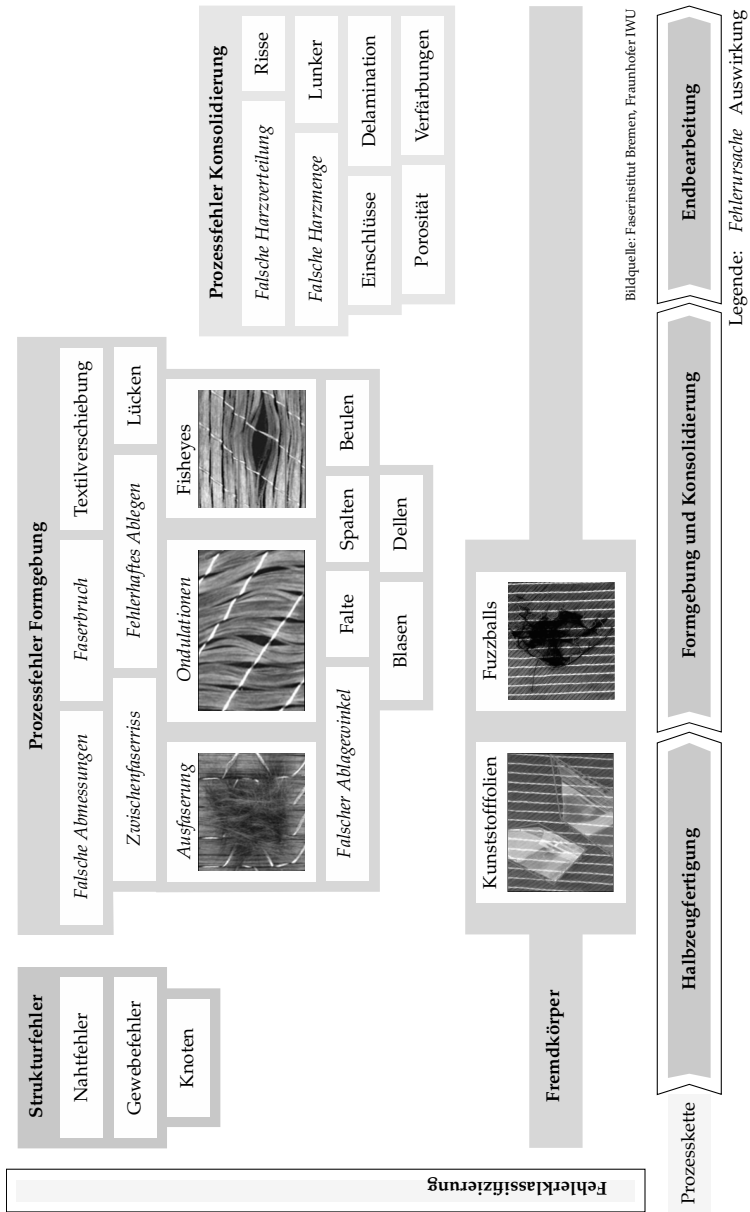 Fehlerklassifizierung
Strukturfehler
Nahtfehler
Gewebefehler
Knoten
Prozessfehler Formgebung
Falsche Abmessungen
Faserbruch
Textilverschiebung
Zwischenfaserriss
Fehlerhaftes Ablegen
Lücken
Ausfaserung
Ondulationen
Fisheyes
Falscher Ablagewinkel
Falte
Spalten
Beulen
Blasen
Dellen
Prozessfehler Konsolidierung
Falsche Harzverteilung
Risse
Falsche Harzmenge
Lunker
Einschlüsse
Delamination
Porosität
Verfärbungen
Fremdkörper
Kunststofffolien
Fuzzballs
Bildquelle: Faserinstitut Bremen, Fraunhofer IWU
Prozesskette
Halbzeugfertigung
Formgebung und Konsolidierung
Endbearbeitung
Legende: Fehlerursache Auswirkung